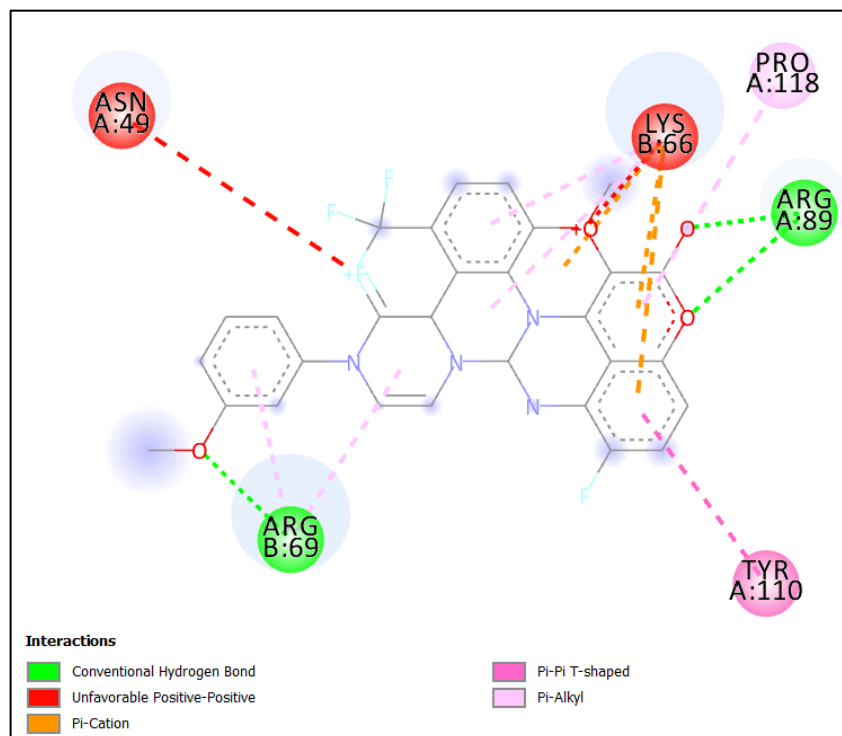 PRO
A:118
ASN
A:49
LYS
B:66
ARG
A:89
F
F
F
+
O
O
+F
N
O
N
N
N
O
F
ARG
B:69
TYR
A:110
Interactions
Conventional Hydrogen Bond
Unfavorable Positive-Positive
Pi-Cation
Pi-Pi T-shaped
Pi-Alkyl